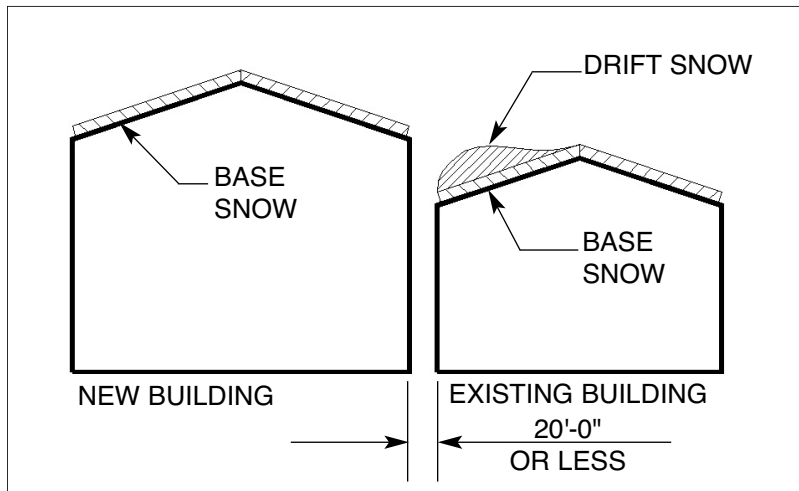 DRIFT SNOW
BASE
SNOW
BASE
SNOW
NEW BUILDING
EXISTING BUILDING
20'-0"
OR LESS